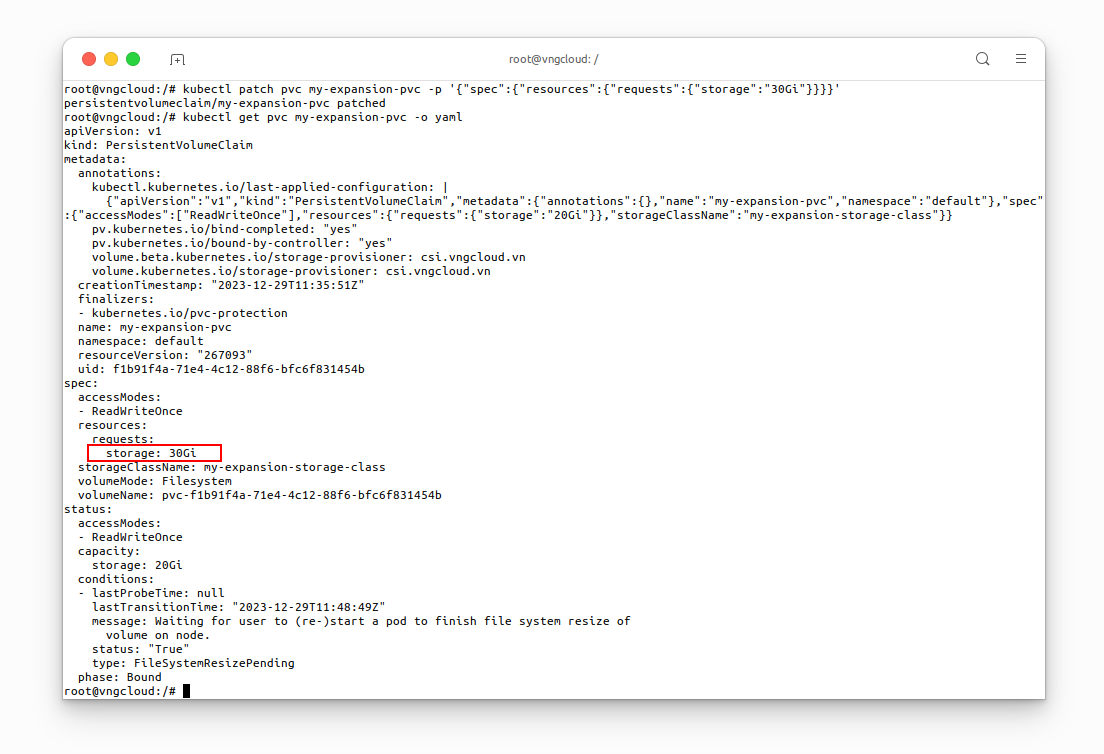 root@vngcloud: /
root@vngcloud:/# kubectl patch pvc my-expansion-pvc -p '{"spec":{"resources":{"requests":{"storage":"30Gi"}}}}'
persistentvolumeclaim/my-expansion-pvc patched
root@vngcloud:/# kubectl get pvc my-expansion-pvc -o yaml
apiVersion: v1
kind: PersistentVolumeClaim
metadata:
  annotations:
    kubectl.kubernetes.io/last-applied-configuration: |
      {"apiVersion":"v1","kind":"PersistentVolumeClaim","metadata":{"annotations":{},"name":"my-expansion-pvc","namespace":"default"},"spec"
:{"accessModes":["ReadWriteOnce"],"resources":{"requests":{"storage":"20Gi"}},"storageClassName":"my-expansion-storage-class"}}
    pv.kubernetes.io/bind-completed: "yes"
    pv.kubernetes.io/bound-by-controller: "yes"
    volume.beta.kubernetes.io/storage-provisioner: csi.vngcloud.vn
    volume.kubernetes.io/storage-provisioner: csi.vngcloud.vn
  creationTimestamp: "2023-12-29T11:35:51Z"
  finalizers:
  - kubernetes.io/pvc-protection
  name: my-expansion-pvc
  namespace: default
  resourceVersion: "267093"
  uid: f1b91f4a-71e4-4c12-88f6-bfc6f831454b
spec:
  accessModes:
  - ReadWriteOnce
  resources:
    requests:
      storage: 30Gi
  storageClassName: my-expansion-storage-class
  volumeMode: Filesystem
  volumeName: pvc-f1b91f4a-71e4-4c12-88f6-bfc6f831454b
status:
  accessModes:
  - ReadWriteOnce
  capacity:
    storage: 20Gi
  conditions:
  - lastProbeTime: null
    lastTransitionTime: "2023-12-29T11:48:49Z"
    message: Waiting for user to (re-)start a pod to finish file system resize of
      volume on node.
    status: "True"
    type: FileSystemResizePending
  phase: Bound
root@vngcloud:/#